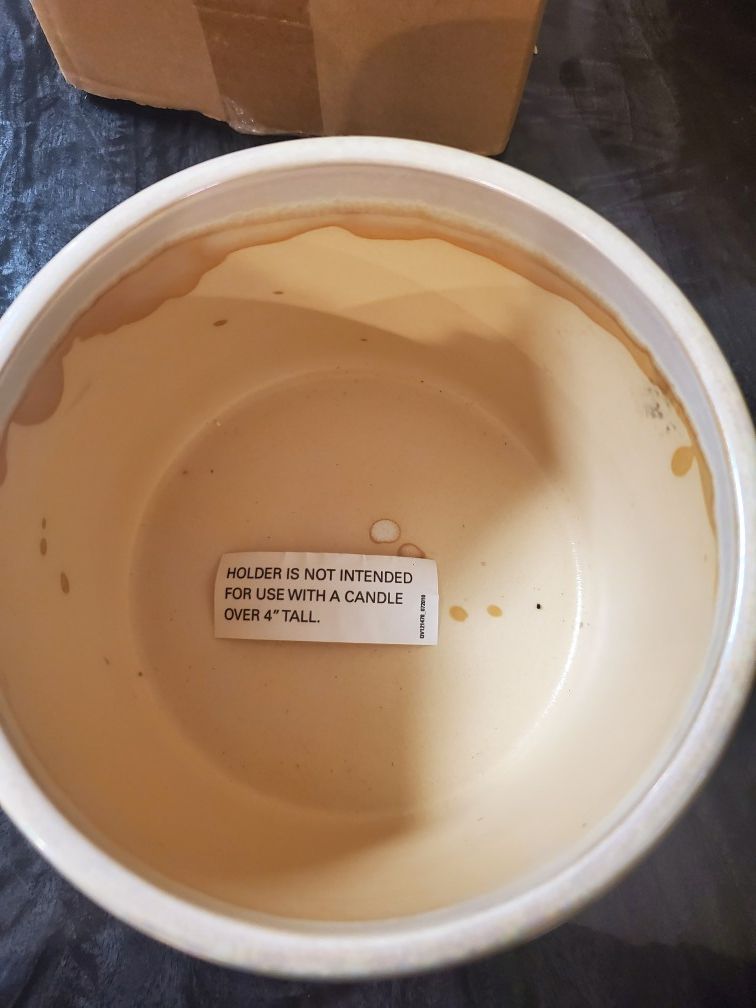 HOLDER IS NOT INTENDED
FOR USE WITH A CANDLE
OVER 4" TALL.